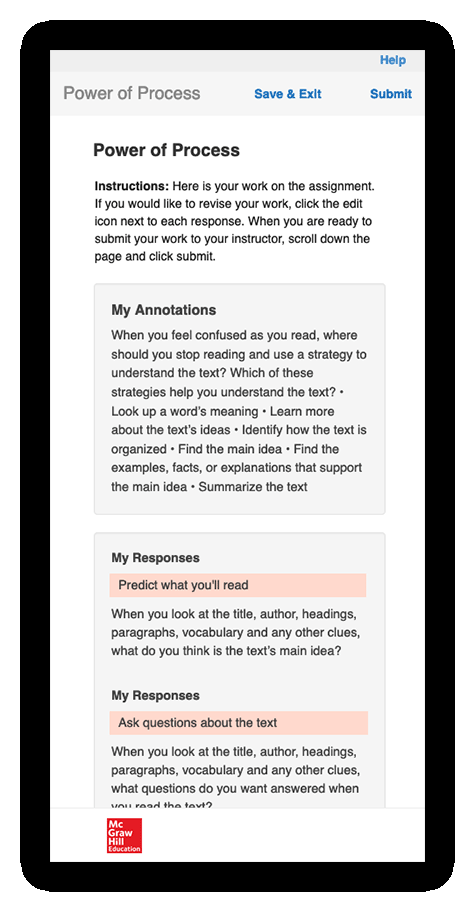 Help
Power of Process Save & Exit Submit
Power of Process
Instructions: Here is your work on the assignment.
If you would like to revise your work, click the edit
icon next to each response. When you are ready to
submit your work to your instructor, scroll down the
page and click submit.
My Annotations
When you feel confused as you read, where
should you stop reading and use a strategy to
understand the text? Which of these
strategies help you understand the text? •
Look up a word’s meaning • Learn more
about the text’s ideas • Identify how the text is
organized • Find the main idea • Find the
examples, facts, or explanations that support
the main idea • Summarize the text
My Responses
Predict what you'll read
When you look at the title, author, headings,
paragraphs, vocabulary and any other clues,
what do you think is the text’s main idea?
My Responses
Ask questions about the text
When you look at the title, author, headings,
paragraphs, vocabulary and any other clues,
what questions do you want answered when
you read the text?
Mc
Graw
Hill
Education